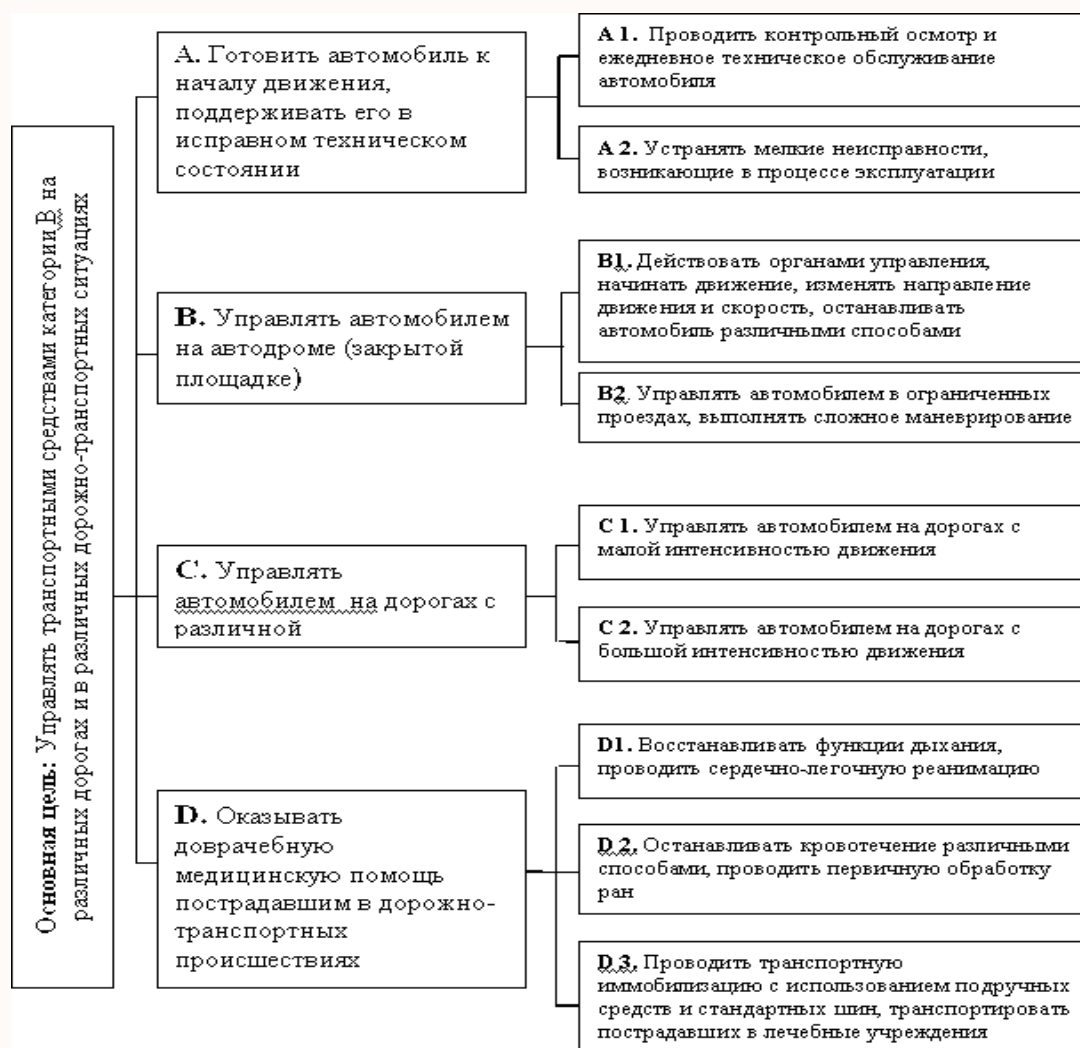 Основная цель: Управлять транспортными средствами категории В на
различных дорогах и в различных дорожно-транспортных ситуациях
А. Готовить автомобиль к
началу движения,
поддерживать его в
исправном техническом
состоянии
А 1. Проводить контрольный осмотр и
ежедневное техническое обслуживание
автомобиля
А 2. Устранять мелкие неисправности,
возникающие в процессе эксплуатации
В. Управлять автомобилем
на автодроме (закрытой
площадке)
В1. Действовать органами управления,
начинать движение, изменять направление
движения и скорость, останавливать
автомобиль различными способами
В2. Управлять автомобилем в ограниченных
проездах, выполнять сложное маневрирование
С. Управлять
автомобилем на дорогах с
различной
С 1. Управлять автомобилем на дорогах с
малой интенсивностью движения
С 2. Управлять автомобилем на дорогах с
большой интенсивностью движения
D. Оказывать
доврачебную
медицинскую помощь
пострадавшим в дорожно-
транспортных
происшествиях
D1. Восстанавливать функции дыхания,
проводить сердечно-легочную реанимацию
D 2. Останавливать кровотечение различными
способами, проводить первичную обработку
ран
D 3. Проводить транспортную
иммобилизацию с использованием подручных
средств и стандартных шин, транспортировать
пострадавших в лечебные учреждения